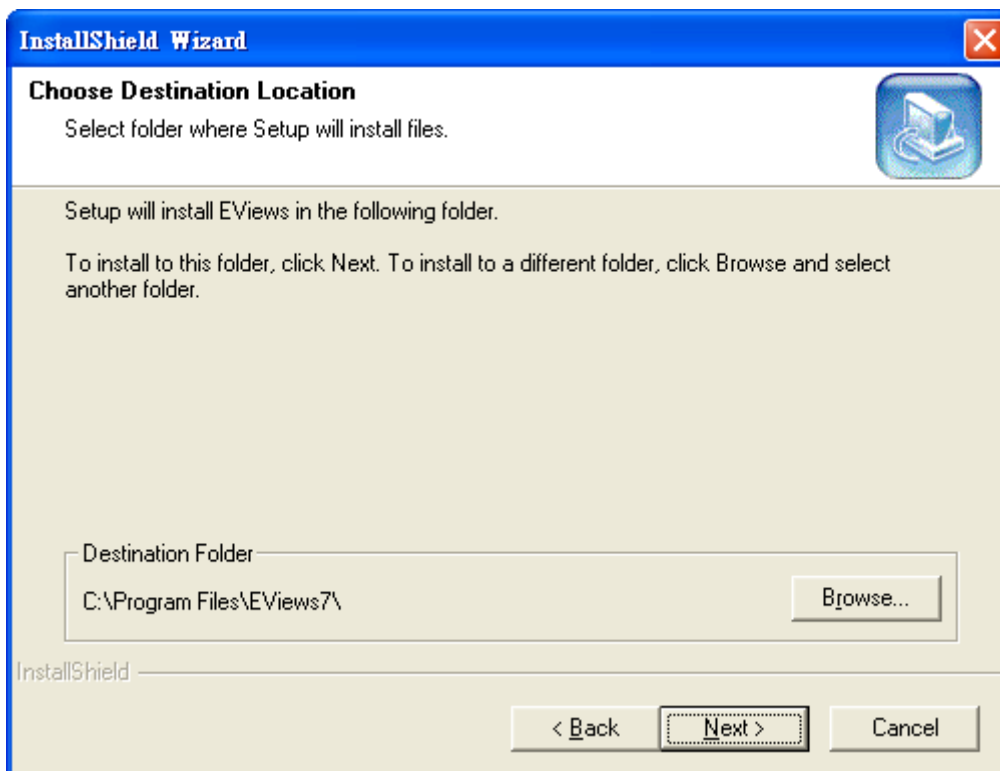 InstallShield Wizard
Choose Destination Location
Select folder where Setup will install files.
Setup will install EViews in the following folder.
To install to this folder, click Next. To install to a different folder, click Browse and select
another folder.
Destination Folder
C:\Program Files\EViews7\
Browse...
InstallShield
< Back
Next >
Cancel